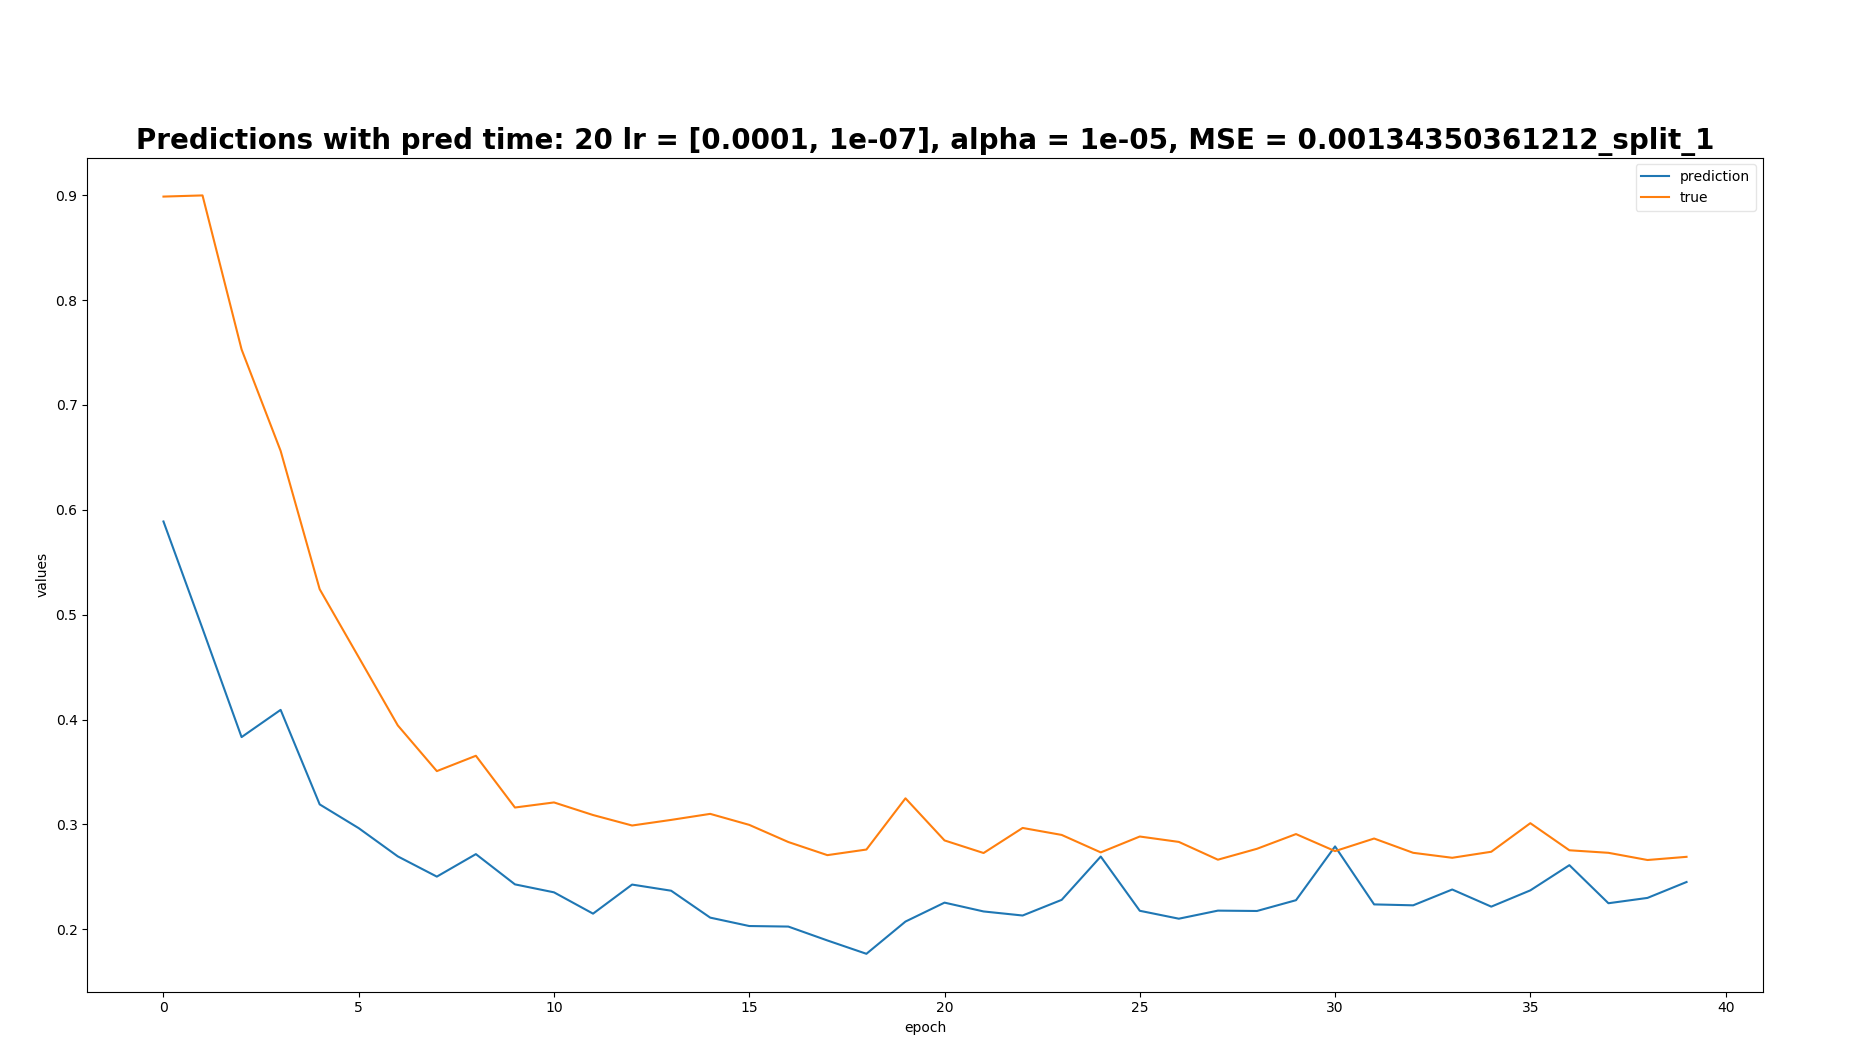 Predictions with pred time: 20 lr = [0.0001, 1e-07], alpha = 1e-05, MSE = 0.00134350361212_split_1
prediction
true
values
0.9
0.8
0.7
0.6
0.5
0.4
0.3
0.2
0 5 10 15 20 25 30 35 40
epoch